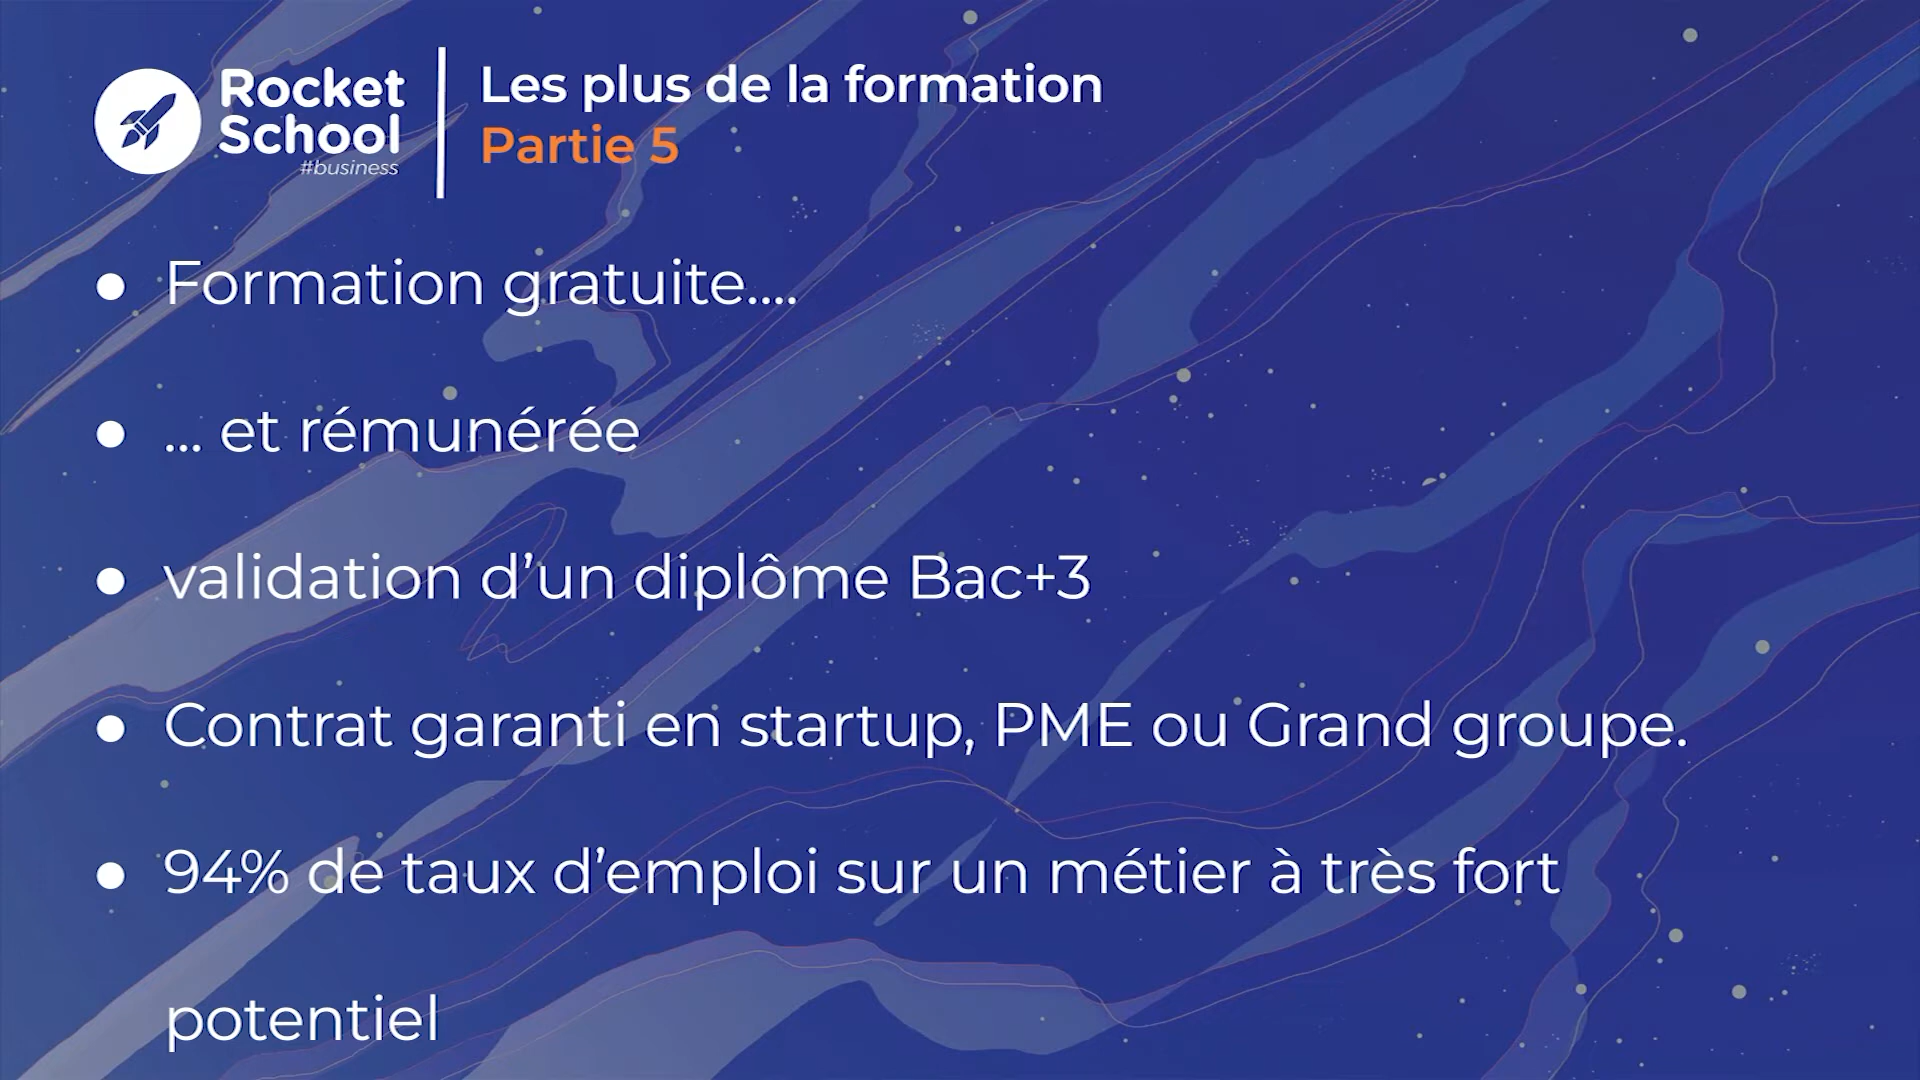 Rocket
School
#business
Les plus de la formation
Partie 5
● Formation gratuite....
● ... et rémunérée
● validation d’un diplôme Bac+3
● Contrat garanti en startup, PME ou Grand groupe.
● 94% de taux d’emploi sur un métier à très fort
potentiel